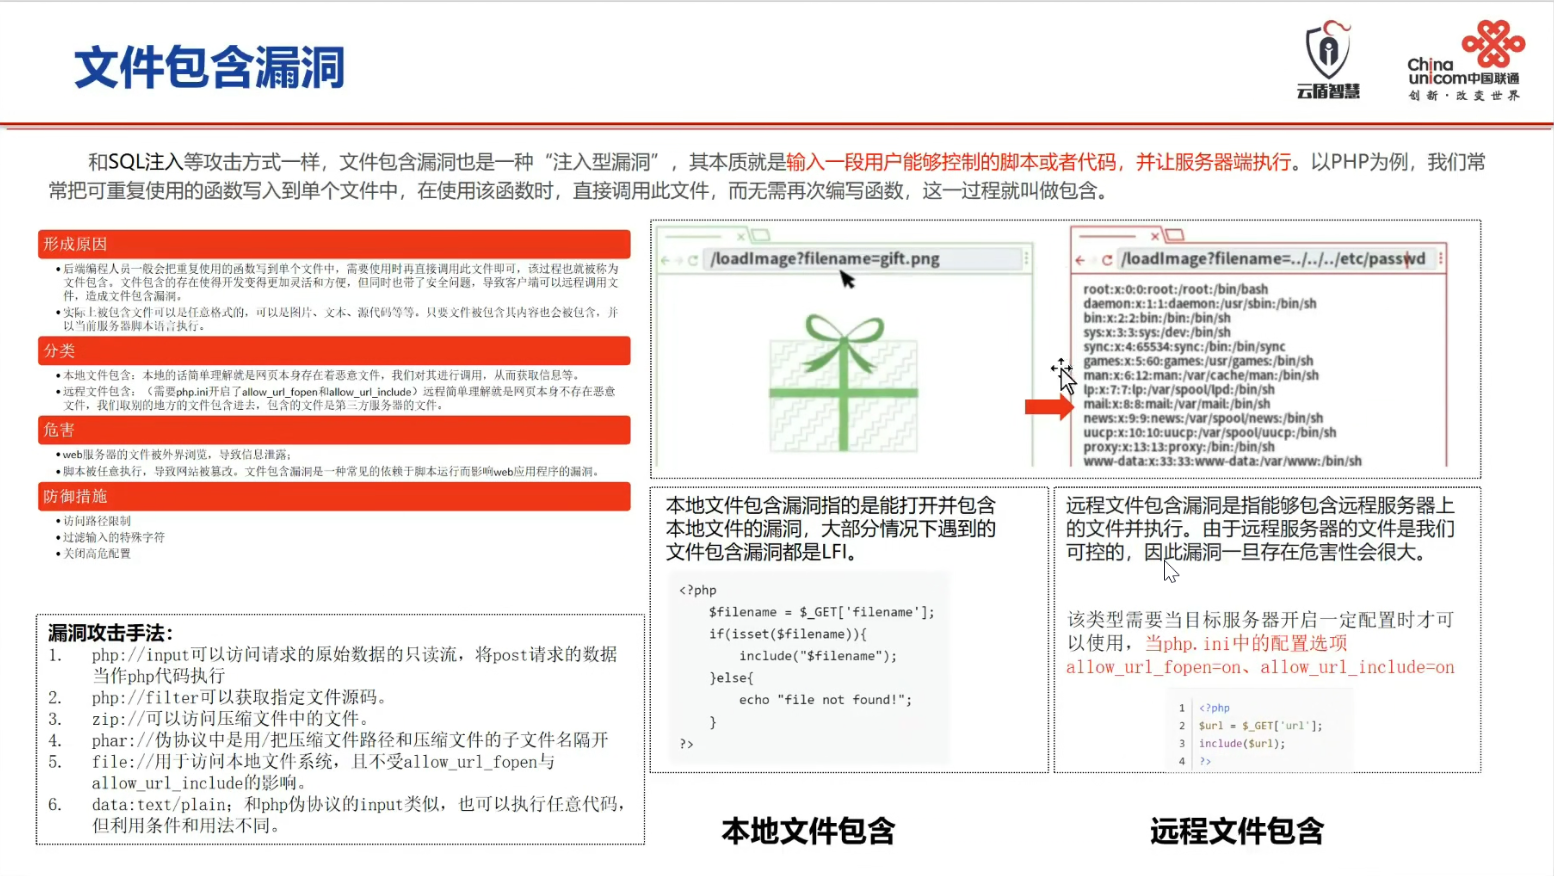 文件包含漏洞
云盾智慧
China
unicom中国联通
创新·改变世界
和SQL注入等攻击方式一样，文件包含漏洞也是一种“注入型漏洞”，其本质就是输入一段用户能够控制的脚本或者代码，并让服务器端执行。以PHP为例，我们常
常把可重复使用的函数写入到单个文件中，在使用该函数时，直接调用此文件，而无需再次编写函数，这一过程就叫做包含。
形成原因
•后端编程人员一般会把重复使用的函数写到单个文件中，需要使用时再直接调用此文件即可，该过程也就被称为
文件包含。文件包含的存在使得开发变得更加灵活和方便，但同时也带了安全问题，导致客户端可以远程调用文
件，造成文件包含漏洞。
•实际上被包含文件可以是任意格式的，可以是图片、文本、源代码等等。只要文件被包含其内容也会被包含，并
以当前服务器脚本语言执行。
分类
•本地文件包含：本地的话简单理解就是网页本身存在着恶意文件，我们对其进行调用，从而获取信息等。
•远程文件包含：（需要php.ini开启了allow_url_fopen和allow_url_include）远程简单理解就是网页本身不存在恶意
文件，我们取别的地方的文件包含进去，包含的文件是第三方服务器的文件。
危害
•web服务器的文件被外界浏览，导致信息泄露；
•脚本被任意执行，导致网站被篡改。文件包含漏洞是一种常见的依赖于脚本运行而影响web应用程序的漏洞。
防御措施
•访问路径限制
•过滤输入的特殊字符
•关闭高危配置
漏洞攻击手法：
1. php://input可以访问请求的原始数据的只读流，将post请求的数据
当作php代码执行
2. php://filter可以获取指定文件源码。
3. zip://可以访问压缩文件中的文件。
4. phar://伪协议中是用/把压缩文件路径和压缩文件的子文件名隔开
5. file://用于访问本地文件系统，且不受allow_url_fopen与
allow_url_include的影响。
6. data:text/plain；和php伪协议的input类似，也可以执行任意代码，
但利用条件和用法不同。
/loadImage?filename=gift.png
/loadImage?filename=../../../etc/passwd
root:x:0:0:root:/root:/bin/bash
daemon:x:1:1:daemon:/usr/sbin:/bin/sh
bin:x:2:2:bin:/bin:/bin/sh
sys:x:3:3:sys:/dev:/bin/sh
sync:x:4:65534:sync:/bin:/bin/sync
games:x:5:60:games:/usr/games:/bin/sh
man:x:6:12:man:/var/cache/man:/bin/sh
lp:x:7:7:lp:/var/spool/lpd:/bin/sh
mail:x:8:8:mail:/var/mail:/bin/sh
news:x:9:9:news:/var/spool/news:/bin/sh
uucp:x:10:10:uucp:/var/spool/uucp:/bin/sh
proxy:x:13:13:proxy:/bin:/bin/sh
www-data:x:33:33:www-data:/var/www:/bin/sh
本地文件包含漏洞指的是能打开并包含
本地文件的漏洞，大部分情况下遇到的
文件包含漏洞都是LFI。
<?php
$filename = $_GET['filename'];
if(isset($filename)){
include("$filename");
}else{
echo "file not found!";
}
?>
远程文件包含漏洞是指能够包含远程服务器上
的文件并执行。由于远程服务器的文件是我们
可控的，因此漏洞一旦存在危害性会很大。
该类型需要当目标服务器开启一定配置时才可
以使用，当php.ini中的配置选项
allow_url_fopen=on、allow_url_include=on
1 <?php
2 $url = $_GET['url'];
3 include($url);
4 ?>
本地文件包含
远程文件包含